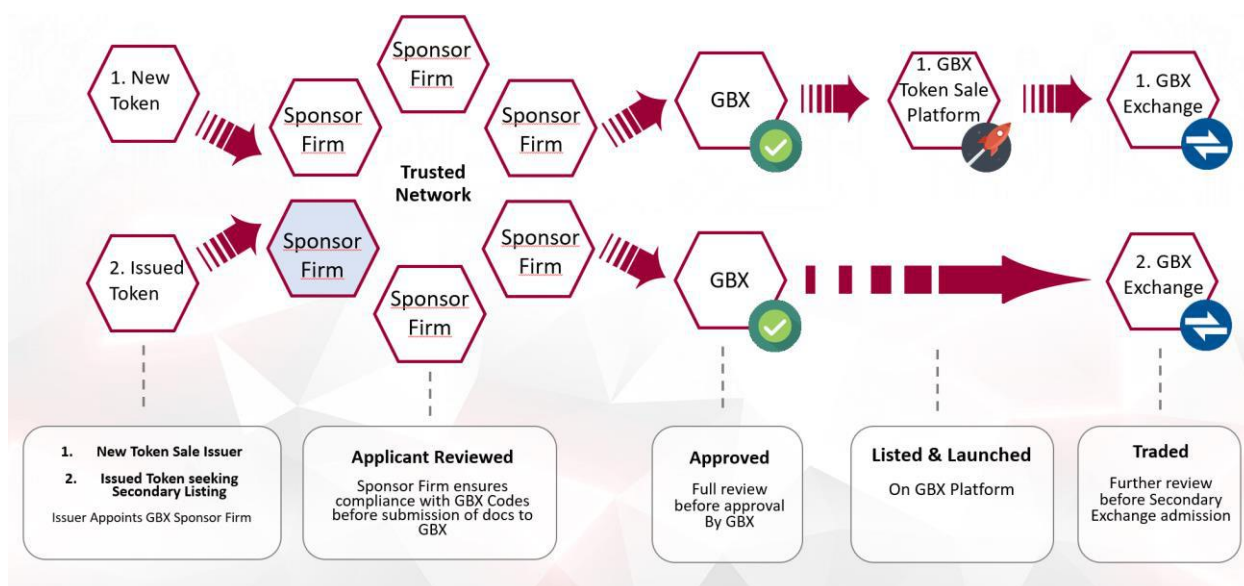 1. New
Token
Sponsor
Firm
Sponsor
Firm
Sponsor
Firm
GBX
1. GBX
Token Sale
Platform
1. GBX
Exchange
Trusted
Network
2. Issued
Token
Sponsor
Firm
Sponsor
Firm
Sponsor
Firm
GBX
2. GBX
Exchange
1. New Token Sale Issuer
2. Issued Token seeking
Secondary Listing
Issuer Appoints GBX Sponsor Firm
Applicant Reviewed
Sponsor Firm ensures
compliance with GBX Codes
before submission of docs to
GBX
Approved
Full review
before approval
By GBX
Listed & Launched
On GBX Platform
Traded
Further review
before Secondary
Exchange admission